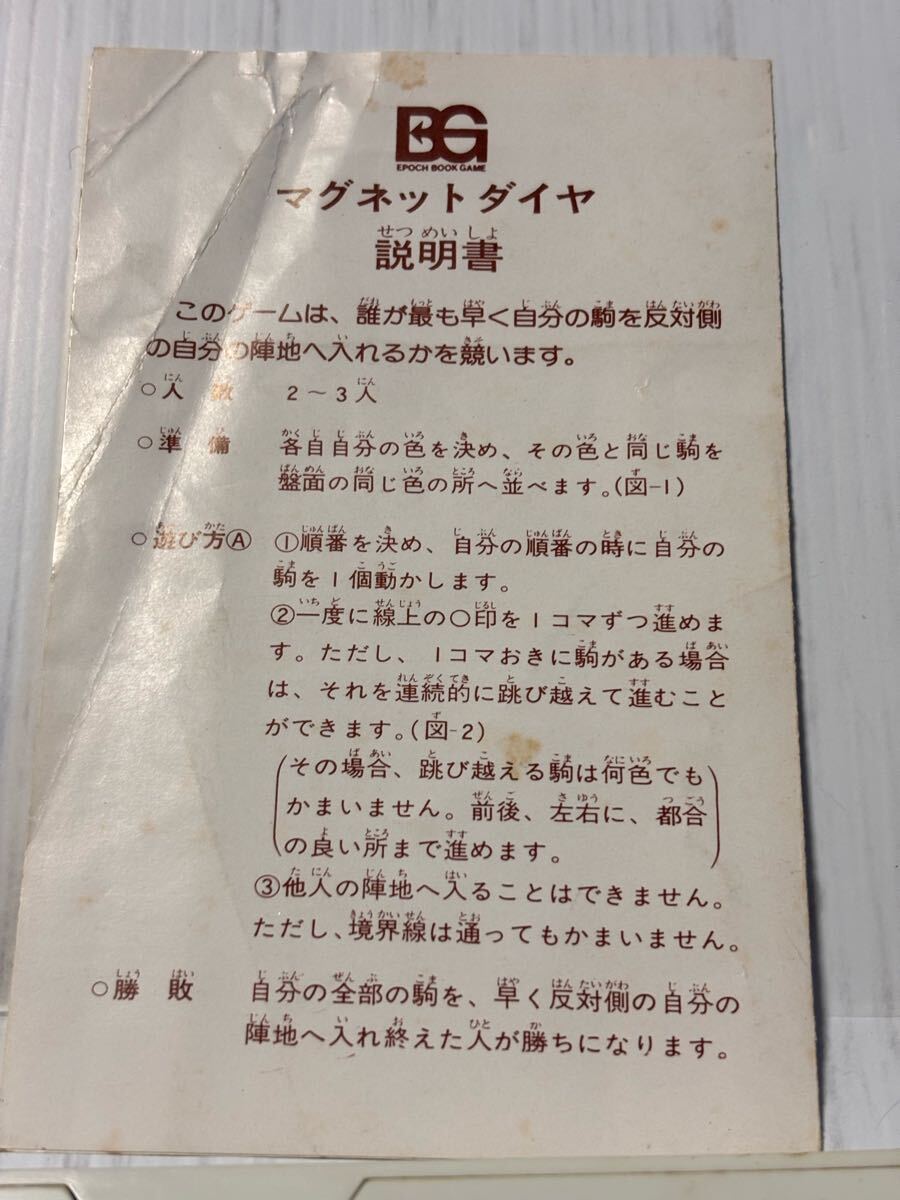 BG
EPOCH BOOK GAME
マグネットダイヤ
せつめいしょ
説明書
このゲームは、誰が最も早く自分の駒を反対側
の自分の陣地へ入れるかを競います。
○人数 2～3人
○準備 各自自分の色を決め、その色と同じ駒を
盤面の同じ色の所へ並べます。(図-1)
○遊び方Ⓐ ①順番を決め、自分の順番の時に自分の
駒を1個動かします。
②一度に線上の○印を1コマずつ進めま
す。ただし、1コマおきに駒がある場合
は、それを連続的に跳び越えて進むこと
ができます。(図-2)
(その場合、跳び越える駒は何色でも
かまいません。前後、左右に、都合
の良い所まで進めます。)
③他人の陣地へ入ることはできません。
ただし、境界線は通ってもかまいません。
○勝敗 自分の全部の駒を、早く反対側の自分の
陣地へ入れ終えた人が勝ちになります。